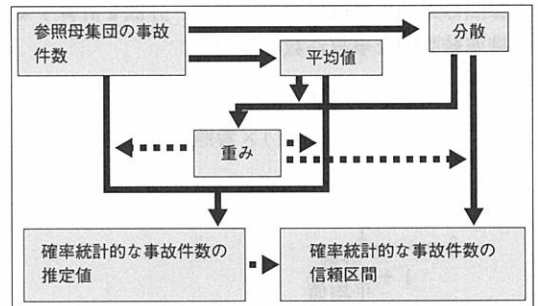 参照母集団の事故
件数
分散
平均値
重み
確率統計的な事故件数の
推定値
確率統計的な事故件数の
信頼区間